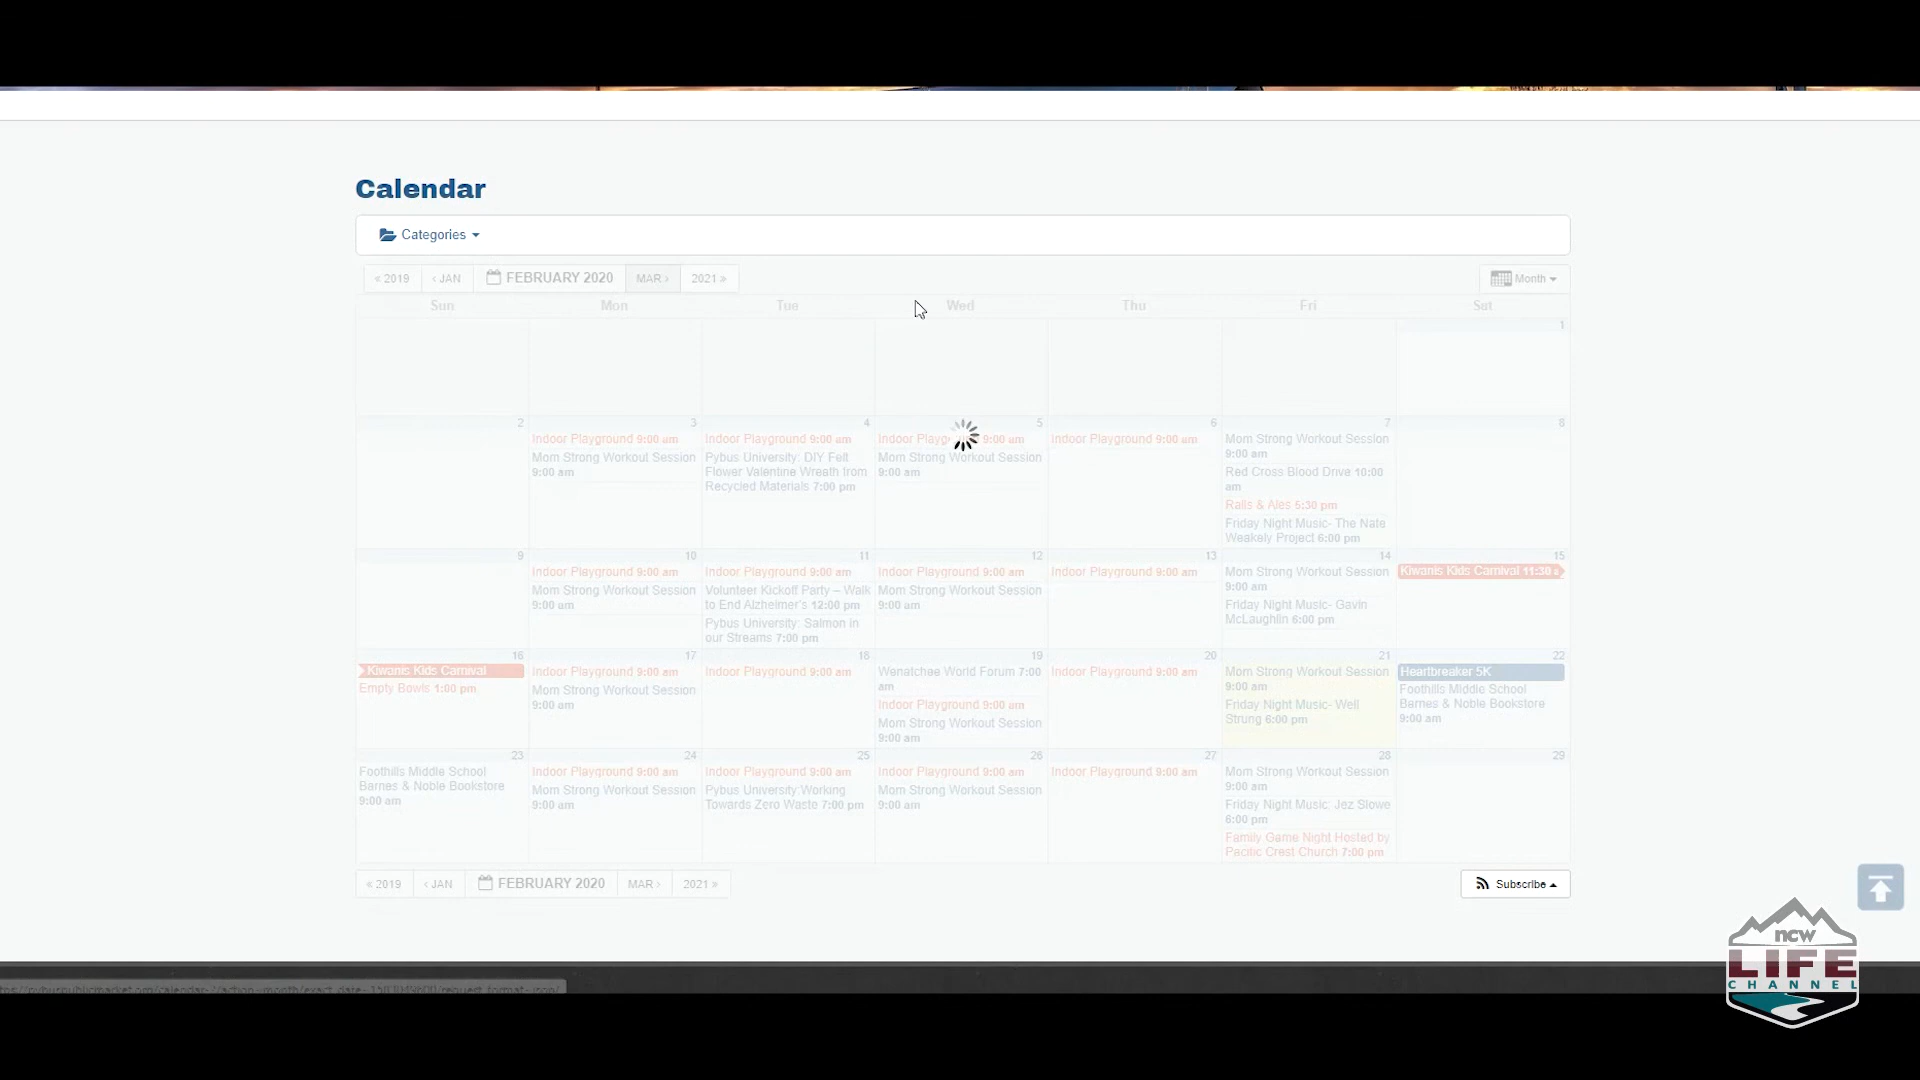 Calendar
Categories
« 2019 ‹ JAN FEBRUARY 2020 MAR › 2021 » Month
Sun Mon Tue Wed Thu Fri Sat
1
2 3 4 5 6 7 8
Indoor Playground 9:00 am
Mom Strong Workout Session
9:00 am
Indoor Playground 9:00 am
Pybus University: DIY Felt
Flower Valentine Wreath from
Recycled Materials 7:00 pm
Indoor 9:00 am
Mom Strong Workout Session
9:00 am
Indoor Playground 9:00 am
Mom Strong Workout Session
9:00 am
Red Cross Blood Drive 10:00
am
Rails & Ales 5:30 pm
Friday Night Music- The Nate
Weakely Project 6:00 pm
9 10 11 12 13 14 15
Indoor Playground 9:00 am
Mom Strong Workout Session
9:00 am
Indoor Playground 9:00 am
Volunteer Kickoff Party – Walk
to End Alzheimer's 12:00 pm
Pybus University: Salmon in
our Streams 7:00 pm
Indoor Playground 9:00 am
Mom Strong Workout Session
9:00 am
Indoor Playground 9:00 am
Mom Strong Workout Session
9:00 am
Friday Night Music- Gavin
McLaughlin 6:00 pm
Kiwanis Kids Carnival 11:30 a
16 17 18 19 20 21 22
Kiwanis Kids Carnival
Empty Bowls 1:00 pm
Indoor Playground 9:00 am
Mom Strong Workout Session
9:00 am
Indoor Playground 9:00 am
Wenatchee World Forum 7:00
am
Indoor Playground 9:00 am
Mom Strong Workout Session
9:00 am
Indoor Playground 9:00 am
Mom Strong Workout Session
9:00 am
Friday Night Music- Well
Strung 6:00 pm
Heartbreaker 5K
Foothills Middle School
Barnes & Noble Bookstore
9:00 am
23 24 25 26 27 28 29
Foothills Middle School
Barnes & Noble Bookstore
9:00 am
Indoor Playground 9:00 am
Mom Strong Workout Session
9:00 am
Indoor Playground 9:00 am
Pybus University:Working
Towards Zero Waste 7:00 pm
Indoor Playground 9:00 am
Mom Strong Workout Session
9:00 am
Indoor Playground 9:00 am
Mom Strong Workout Session
9:00 am
Friday Night Music: Jez Slowe
6:00 pm
Family Game Night Hosted by
Pacific Crest Church 7:00 pm
« 2019 ‹ JAN FEBRUARY 2020 MAR › 2021 » Subscribe
ncw
LIFE
CHANNEL